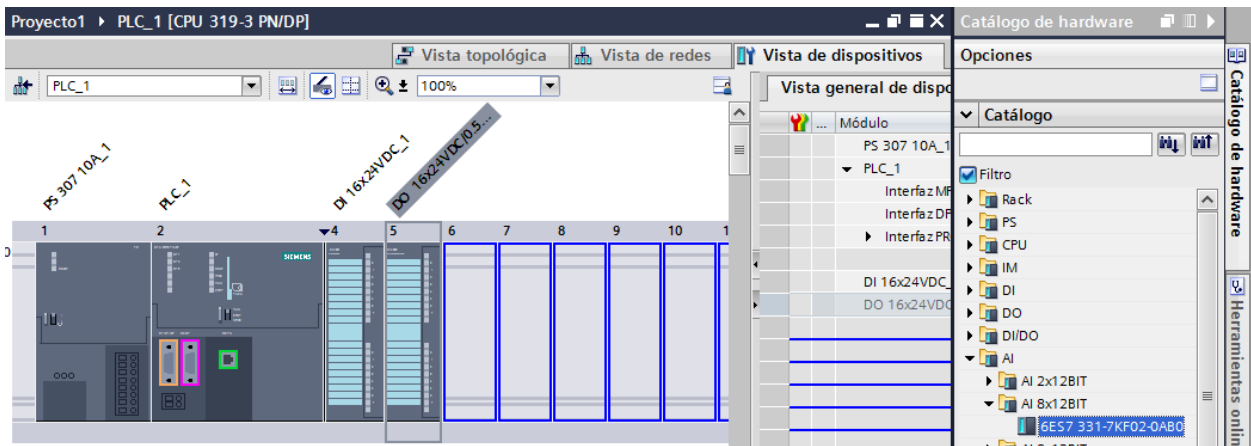 Proyecto1 ▸ PLC_1 [CPU 319-3 PN/DP]
Catálogo de hardware
Vista topológica
Vista de redes
Vista de dispositivos
Opciones
PLC_1
100%
Vista general de dispo
Catálogo
... Módulo
PS 307 10A_1
PLC_1
Interfaz MP
Interfaz DP
Interfaz PR
DI 16x24VDC_
DO 16x24VDC
Filtro
Rack
PS
CPU
IM
DI
DO
DI/DO
AI
AI 2x12BIT
AI 8x12BIT
6ES7 331-7KF02-0AB0
PS 307 10A_1
PLC_1
DI 16x24VDC_1
DO 16x24VDC/0.5...
1 2 4 5 6 7 8 9 10 1
SIEMENS
Catálogo de hardware
Herramientas onlin